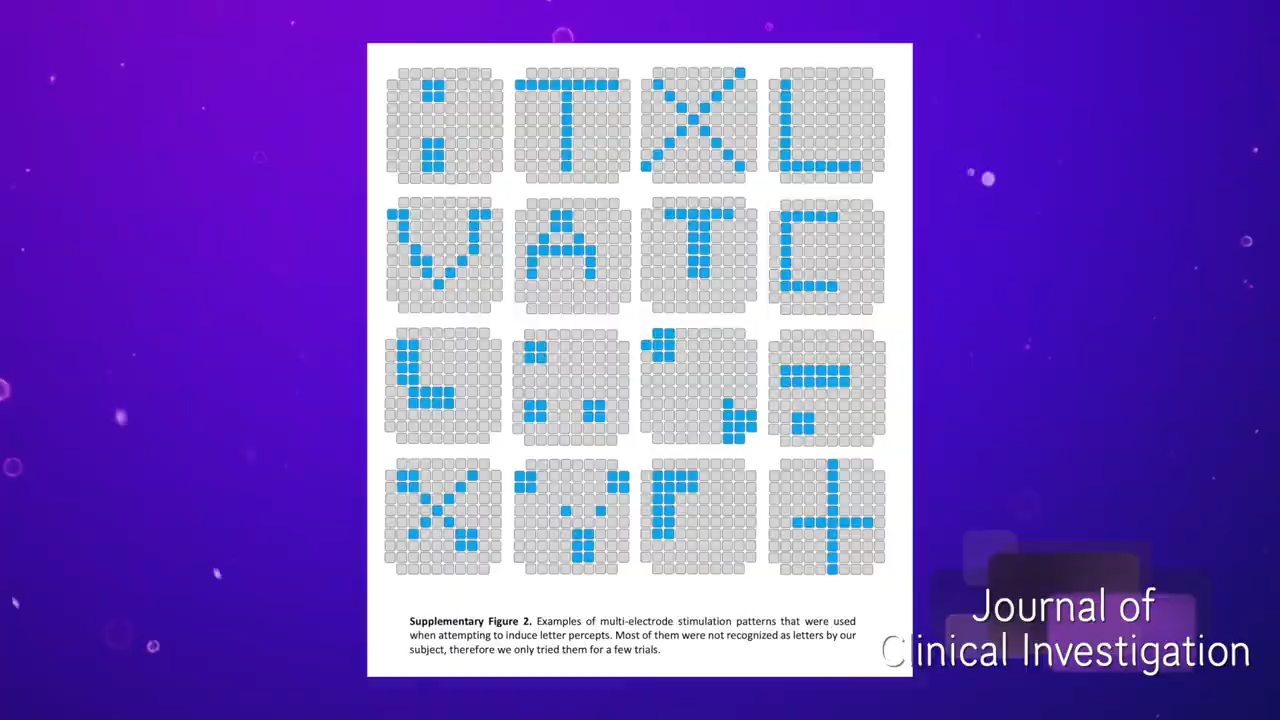 Supplementary Figure 2. Examples of multi-electrode stimulation patterns that were used
when attempting to induce letter percepts. Most of them were not recognized as letters by our
subject, therefore we only tried them for a few trials.
Journal of
Clinical Investigation